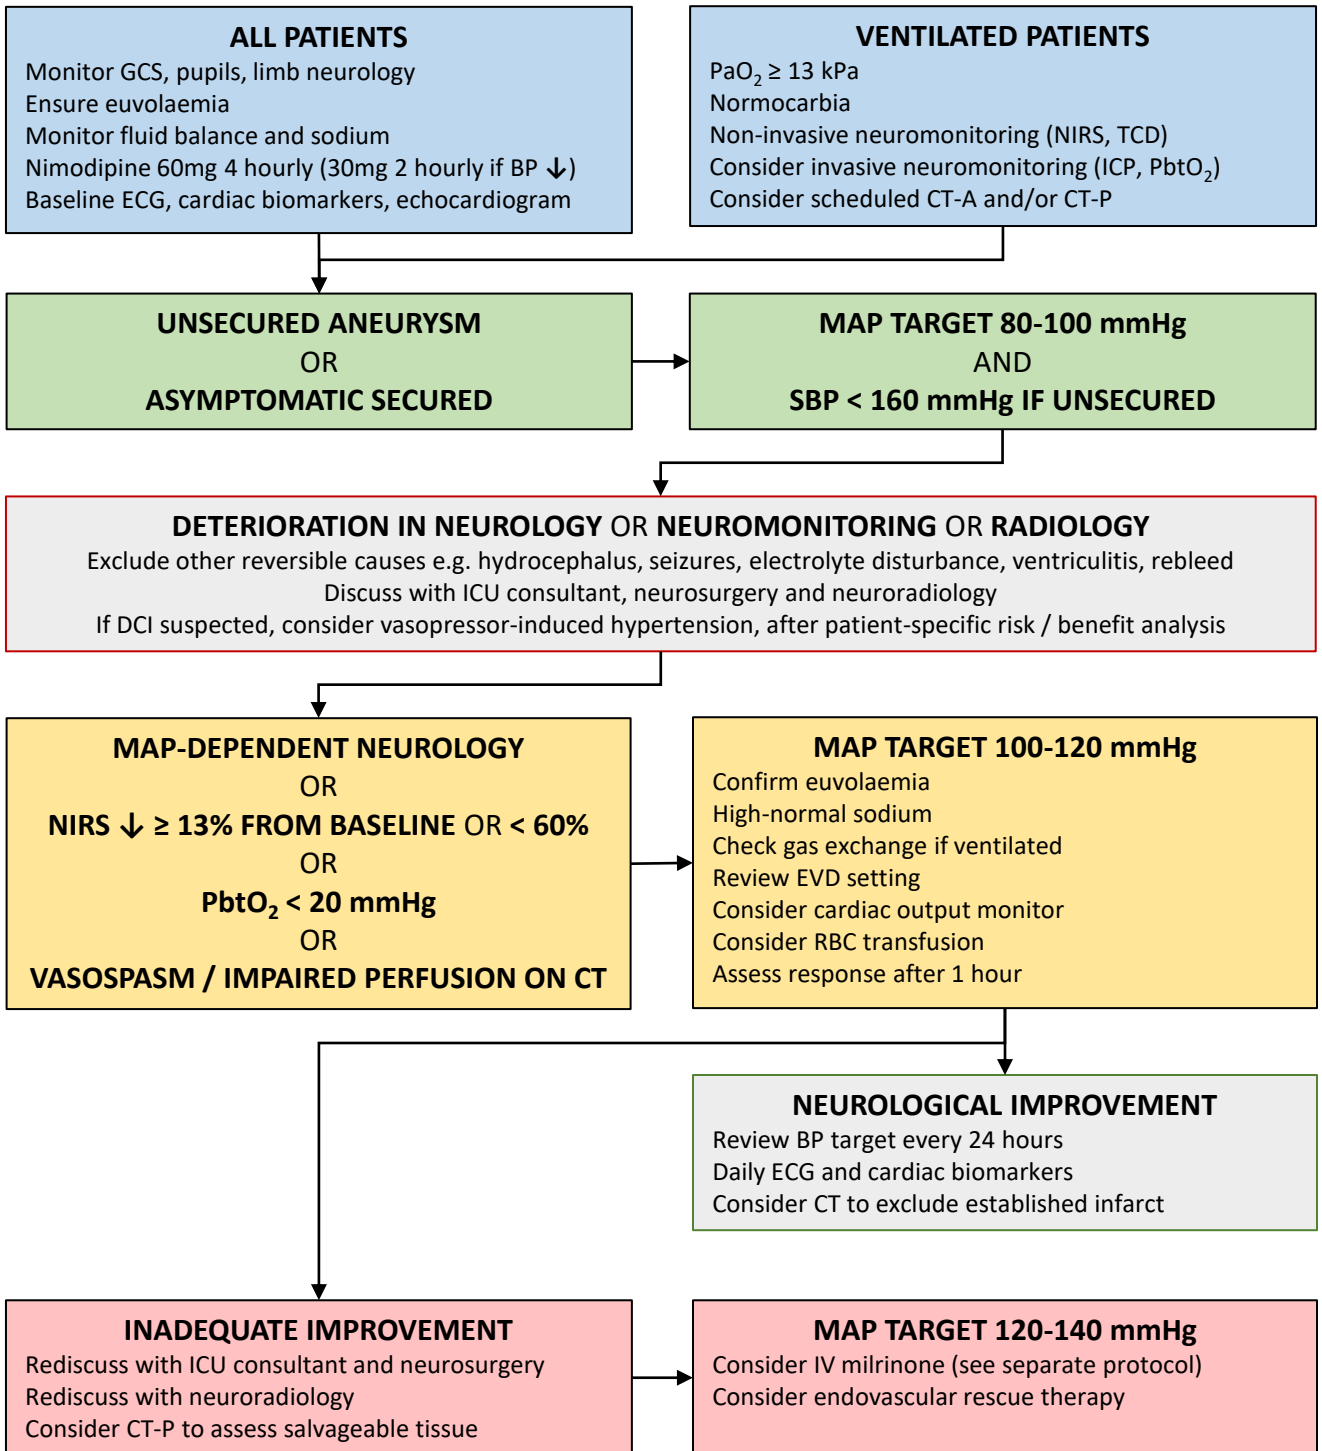 ALL PATIENTS
Monitor GCS, pupils, limb neurology
Ensure euvolaemia
Monitor fluid balance and sodium
Nimodipine 60mg 4 hourly (30mg 2 hourly if BP ↓)
Baseline ECG, cardiac biomarkers, echocardiogram
VENTILATED PATIENTS
PaO₂ ≥ 13 kPa
Normocarbia
Non-invasive neuromonitoring (NIRS, TCD)
Consider invasive neuromonitoring (ICP, PbtO₂)
Consider scheduled CT-A and/or CT-P
UNSECURED ANEURYSM
OR
ASYMPTOMATIC SECURED
MAP TARGET 80-100 mmHg
AND
SBP < 160 mmHg IF UNSECURED
DETERIORATION IN NEUROLOGY OR NEUROMONITORING OR RADIOLOGY
Exclude other reversible causes e.g. hydrocephalus, seizures, electrolyte disturbance, ventriculitis, rebleed
Discuss with ICU consultant, neurosurgery and neuroradiology
If DCI suspected, consider vasopressor-induced hypertension, after patient-specific risk / benefit analysis
MAP-DEPENDENT NEUROLOGY
OR
NIRS ↓ ≥ 13% FROM BASELINE OR < 60%
OR
PbtO₂ < 20 mmHg
OR
VASOSPASM / IMPAIRED PERFUSION ON CT
MAP TARGET 100-120 mmHg
Confirm euvolaemia
High-normal sodium
Check gas exchange if ventilated
Review EVD setting
Consider cardiac output monitor
Consider RBC transfusion
Assess response after 1 hour
NEUROLOGICAL IMPROVEMENT
Review BP target every 24 hours
Daily ECG and cardiac biomarkers
Consider CT to exclude established infarct
INADEQUATE IMPROVEMENT
Rediscuss with ICU consultant and neurosurgery
Rediscuss with neuroradiology
Consider CT-P to assess salvageable tissue
MAP TARGET 120-140 mmHg
Consider IV milrinone (see separate protocol)
Consider endovascular rescue therapy